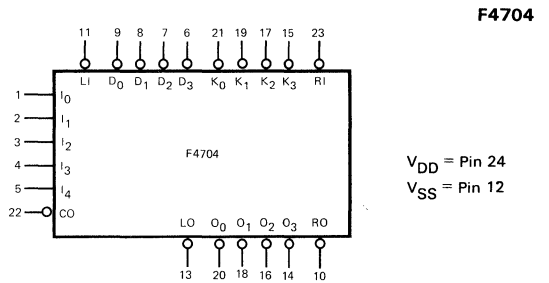 F4704
11 9 8 7 6 21 19 17 15 23
LI D0 D1 D2 D3 K0 K1 K2 K3 RI
1 I0
2 I1
3 I2
F4704
4 I3
5 I4
22 CO
VDD = Pin 24
VSS = Pin 12
LO O0 O1 O2 O3 RO
13 20 18 16 14 10